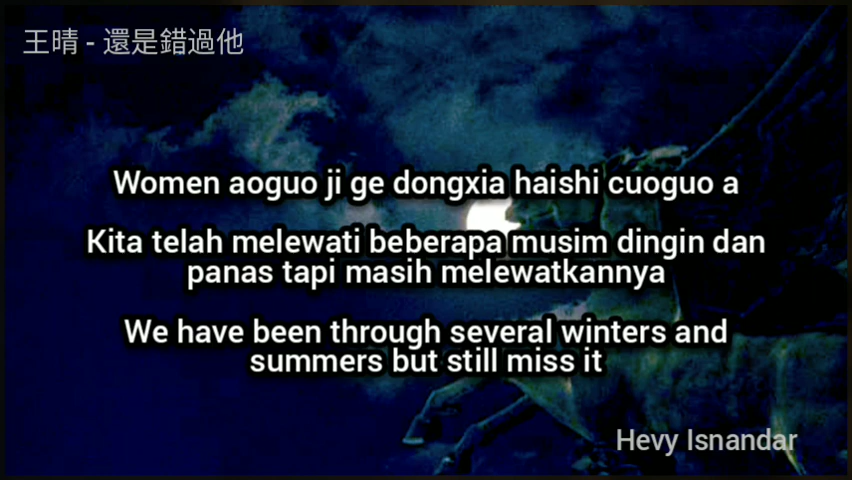 王晴 - 還是錯過他
Women aoguo ji ge dongxia haishi cuoguo a
Kita telah melewati beberapa musim dingin dan
panas tapi masih melewatkannya
We have been through several winters and
summers but still miss it
Hevy Isnandar